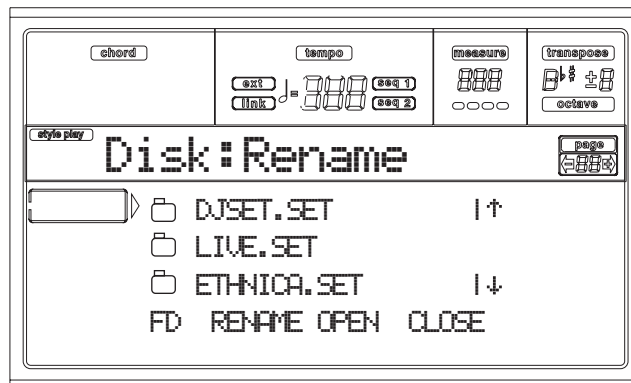 chord
tempo
measure
transpose
ext
seq 1
link
seq 2
octave
style play
Disk:Rename
page
DJSET.SET
LIVE.SET
ETHNICA.SET
FD RENAME OPEN CLOSE